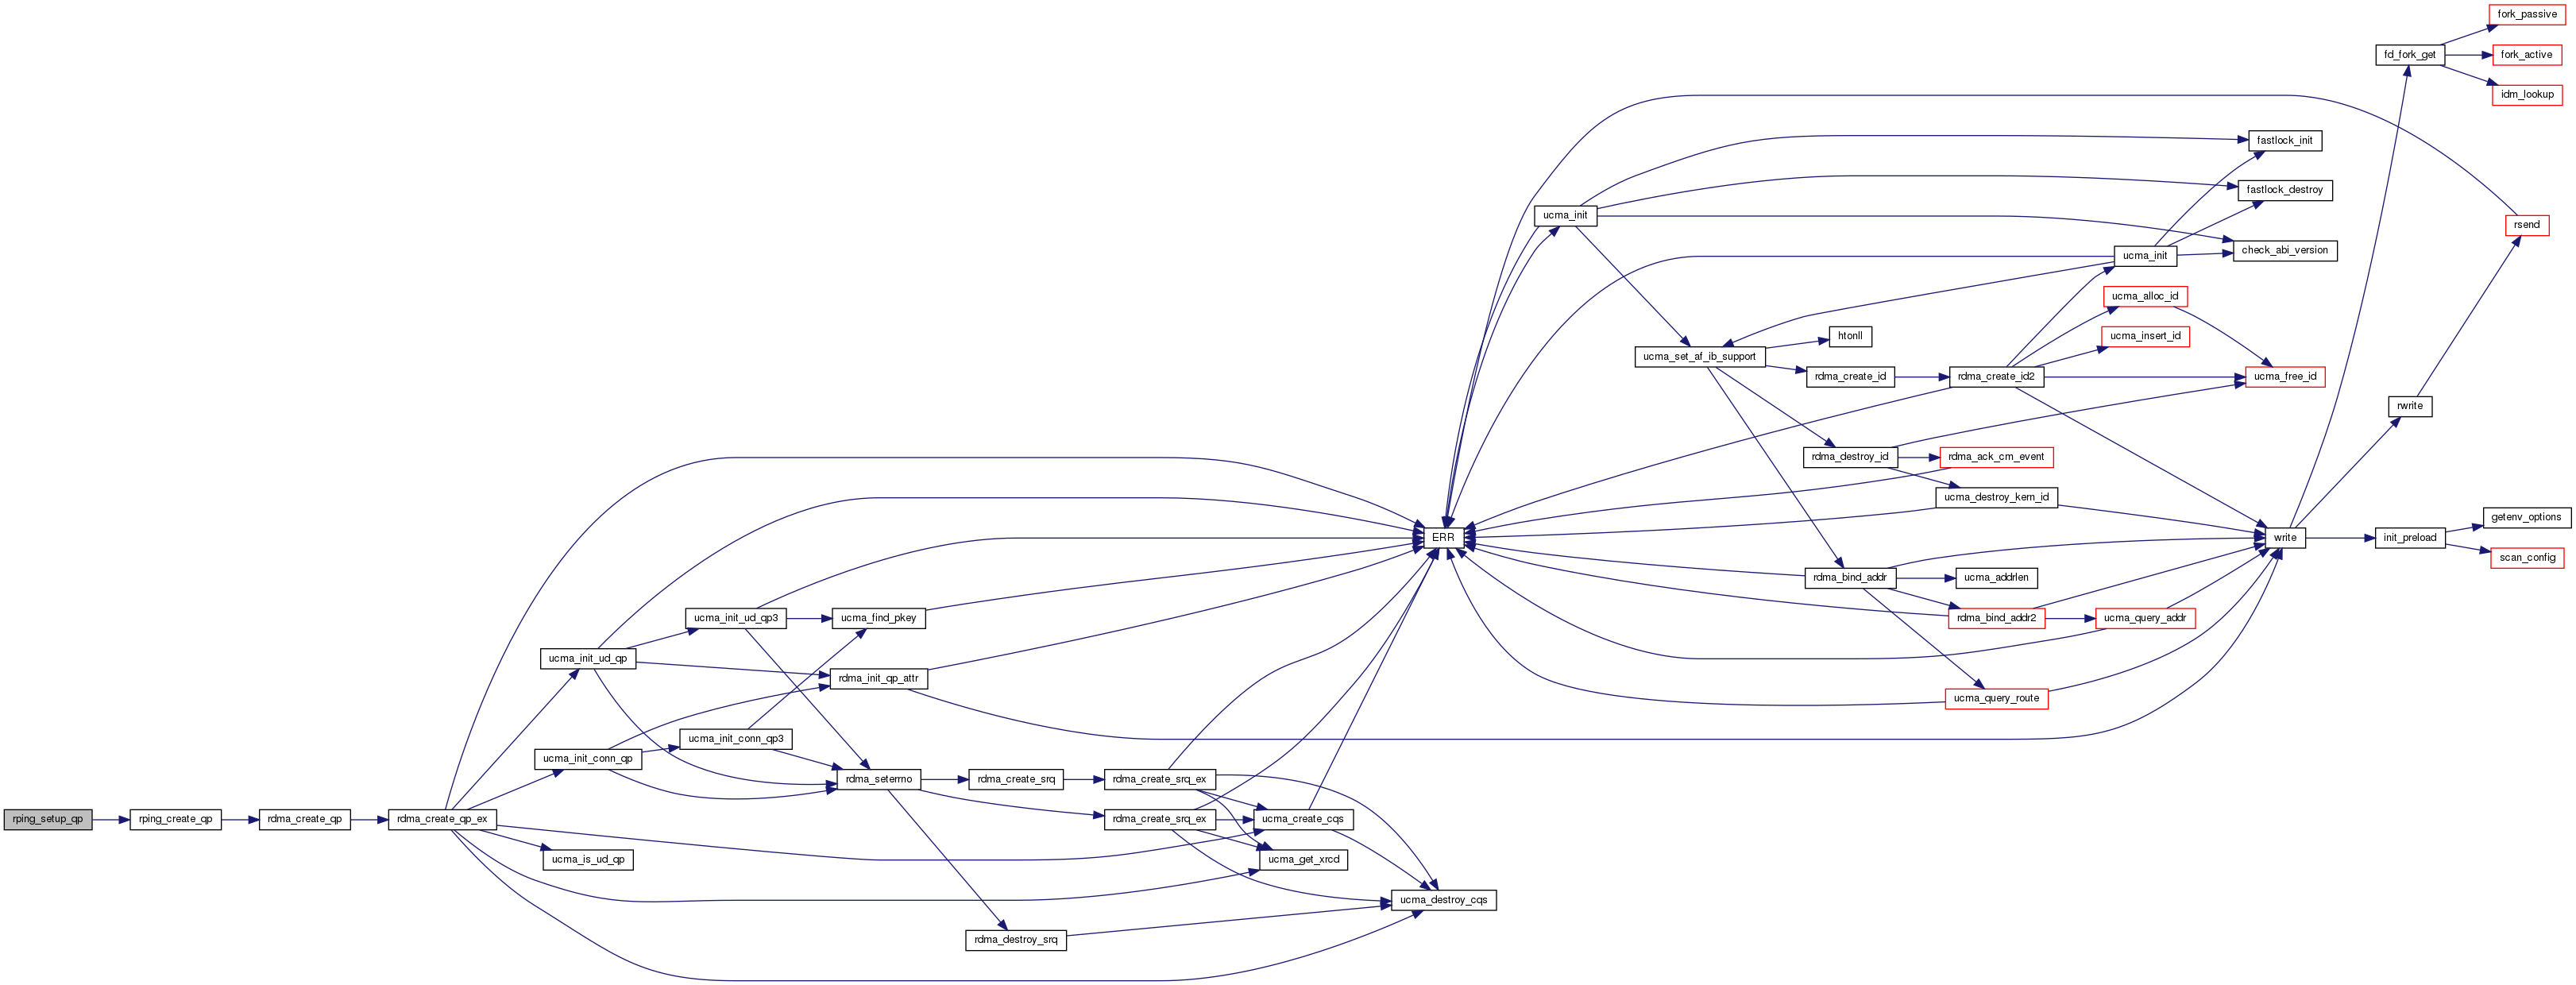 fork_passive
fd_fork_get
fork_active
idm_lookup
fastlock_init
fastlock_destroy
ucma_init
rsend
check_abi_version
ucma_init
ucma_alloc_id
ucma_insert_id
htonll
ucma_set_af_ib_support
rdma_create_id
rdma_create_id2
ucma_free_id
rwrite
rdma_destroy_id
rdma_ack_cm_event
ucma_destroy_kern_id
getenv_options
ERR
write
init_preload
scan_config
rdma_bind_addr
ucma_addrlen
ucma_init_ud_qp3
ucma_find_pkey
rdma_bind_addr2
ucma_query_addr
ucma_init_ud_qp
rdma_init_qp_attr
ucma_query_route
ucma_init_conn_qp3
ucma_init_conn_qp
rdma_seterrno
rdma_create_srq
rdma_create_srq_ex
rping_setup_qp
rping_create_qp
rdma_create_qp
rdma_create_qp_ex
rdma_create_srq_ex
ucma_create_cqs
ucma_is_ud_qp
ucma_get_xrcd
ucma_destroy_cqs
rdma_destroy_srq